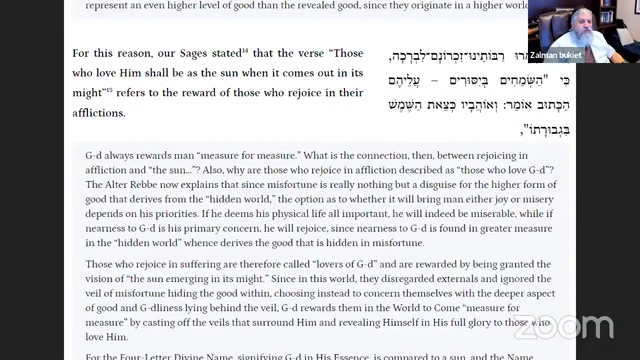 represent an even higher level of good than the revealed good, since they originate in a higher world
Zalman bukiet
For this reason, our Sages stated¹⁴ that the verse “Those
who love Him shall be as the sun when it comes out in its
might”¹⁵ refers to the reward of those who rejoice in their
afflictions.
רִבּוֹתֵינוּ־זִכְרוֹנָם־לִבְרָכָה,
כִּי "הַשְּׂמֵחִים בְּיִסּוּרִים – עֲלֵיהֶם
הַכָּתוּב אוֹמֵר: וְאוֹהֲבָיו כְּצֵאת הַשֶּׁמֶשׁ
בִּגְבוּרָתוֹ",
G-d always rewards man “measure for measure.” What is the connection, then, between rejoicing in
affliction and “the sun...”? Also, why are those who rejoice in affliction described as “those who love G-d”?
The Alter Rebbe now explains that since misfortune is really nothing but a disguise for the higher form of
good that derives from the “hidden world,” the option as to whether it will bring man either joy or misery
depends on his priorities. If he deems his physical life all important, he will indeed be miserable, while if
nearness to G-d is his primary concern, he will rejoice, since nearness to G-d is found in greater measure
in the “hidden world” whence derives the good that is hidden in misfortune.
Those who rejoice in suffering are therefore called “lovers of G-d” and are rewarded by being granted the
vision of “the sun emerging in its might.” Since in this world, they disregarded externals and ignored the
veil of misfortune hiding the good within, choosing instead to concern themselves with the deeper aspect
of good and G-dliness lying behind the veil, G-d rewards them in the World to Come “measure for
measure” by casting off the veils that surround Him and revealing Himself in His full glory to those who
love Him.
zoom
For the Four-Letter Divine Name, signifying G-d in His Essence, is compared to a sun, and the Name